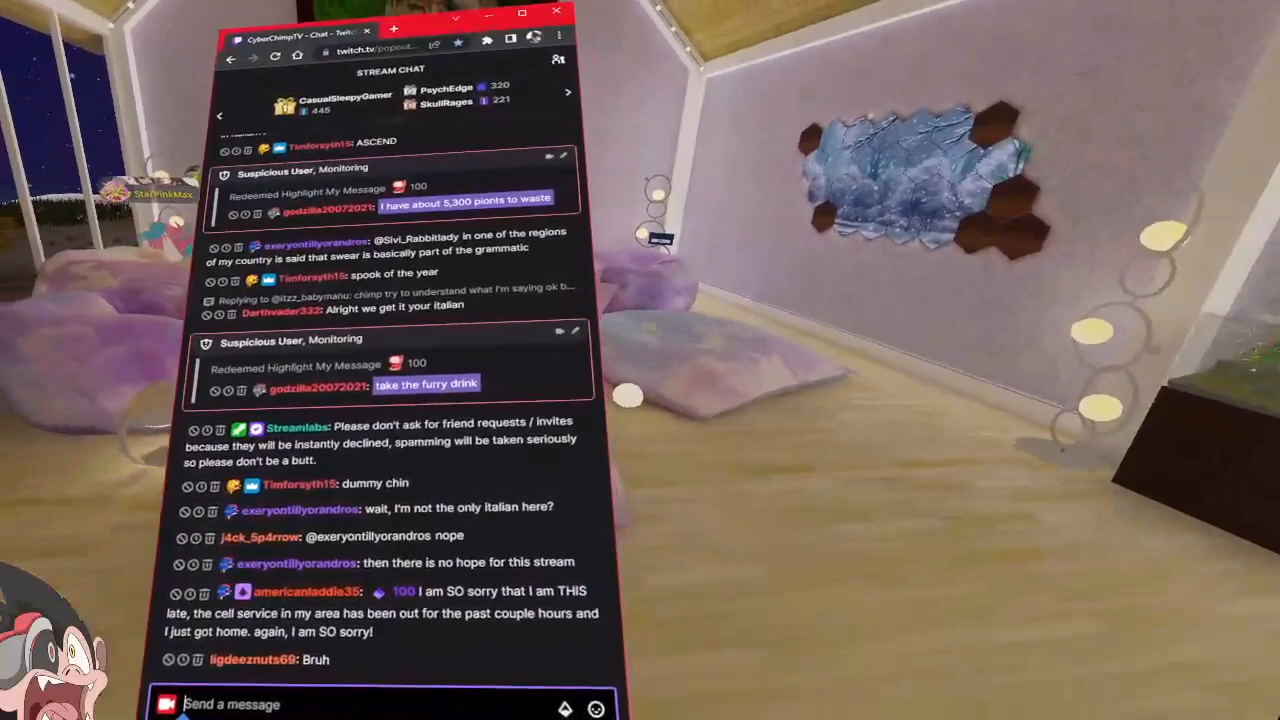 CyberChimpTV - Chat - Twitc
twitch.tv/popout...
STREAM CHAT
CasualSleepyGamer
445
PsychEdge 320
SkullRages 221
Timforsyth15: ASCEND
Suspicious User, Monitoring
Redeemed Highlight My Message 100
godzilla20072021: I have about 5,300 pionts to waste
exeryontillyorandros: @Sivi_Rabbitlady in one of the regions
of my country is said that swear is basically part of the grammatic
Timforsyth15: spook of the year
Replying to @itzz_babymanu: chimp try to understand what I'm saying ok b...
Darthvader332: Alright we get it your italian
Suspicious User, Monitoring
Redeemed Highlight My Message 100
godzilla20072021: take the furry drink
Streamlabs: Please don't ask for friend requests / invites
because they will be instantly declined, spamming will be taken seriously
so please don't be a butt.
Timforsyth15: dummy chin
exeryontillyorandros: wait, I'm not the only italian here?
j4ck_5p4rrow: @exeryontillyorandros nope
exeryontillyorandros: then there is no hope for this stream
americanladdie35: 100 I am SO sorry that I am THIS
late, the cell service in my area has been out for the past couple hours and
I just got home. again, I am SO sorry!
ligdeeznuts69: Bruh
Send a message
StarPinkMax